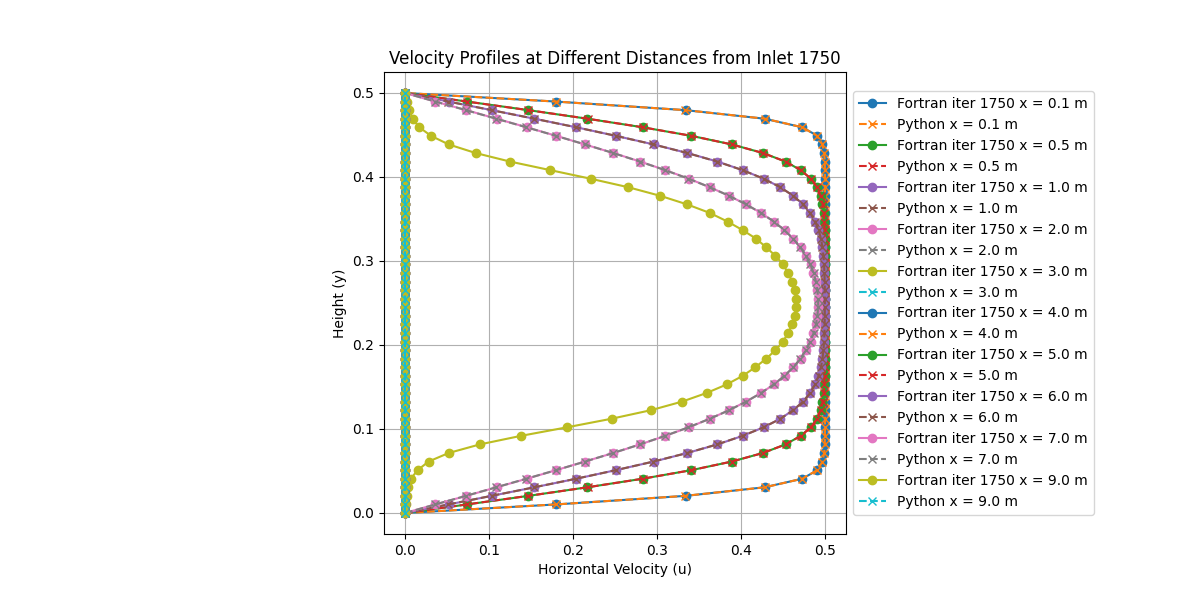 Velocity Profiles at Different Distances from Inlet 1750
0.5
0.4
0.3
0.2
0.1
0.0
Height (y)
0.0 0.1 0.2 0.3 0.4 0.5
Horizontal Velocity (u)
Fortran iter 1750 x = 0.1 m
Python x = 0.1 m
Fortran iter 1750 x = 0.5 m
Python x = 0.5 m
Fortran iter 1750 x = 1.0 m
Python x = 1.0 m
Fortran iter 1750 x = 2.0 m
Python x = 2.0 m
Fortran iter 1750 x = 3.0 m
Python x = 3.0 m
Fortran iter 1750 x = 4.0 m
Python x = 4.0 m
Fortran iter 1750 x = 5.0 m
Python x = 5.0 m
Fortran iter 1750 x = 6.0 m
Python x = 6.0 m
Fortran iter 1750 x = 7.0 m
Python x = 7.0 m
Fortran iter 1750 x = 9.0 m
Python x = 9.0 m